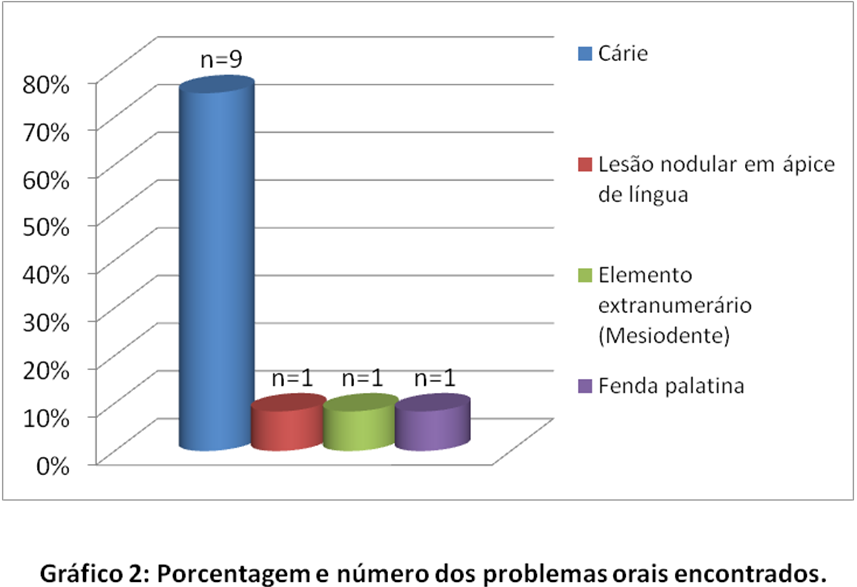 n=9
80%
70%
60%
50%
40%
30%
20%
10%
0%
n=1
n=1
n=1
Cárie
Lesão nodular em ápice
de língua
Elemento
extranumerário
(Mesiodente)
Fenda palatina
Gráfico 2: Porcentagem e número dos problemas orais encontrados.